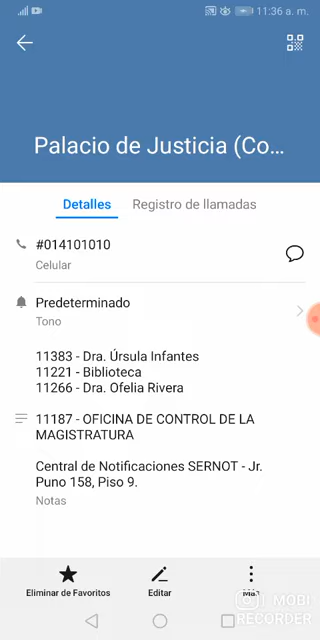 11:36 a. m.
Palacio de Justicia (Co...
Detalles
Registro de llamadas
#014101010
Celular
Predeterminado
Tono
11383 - Dra. Úrsula Infantes
11221 - Biblioteca
11266 - Dra. Ofelia Rivera
11187 - OFICINA DE CONTROL DE LA
MAGISTRATURA
Central de Notificaciones SERNOT - Jr.
Puno 158, Piso 9.
Notas
Eliminar de Favoritos
Editar
Más
MOBI
RECORDER